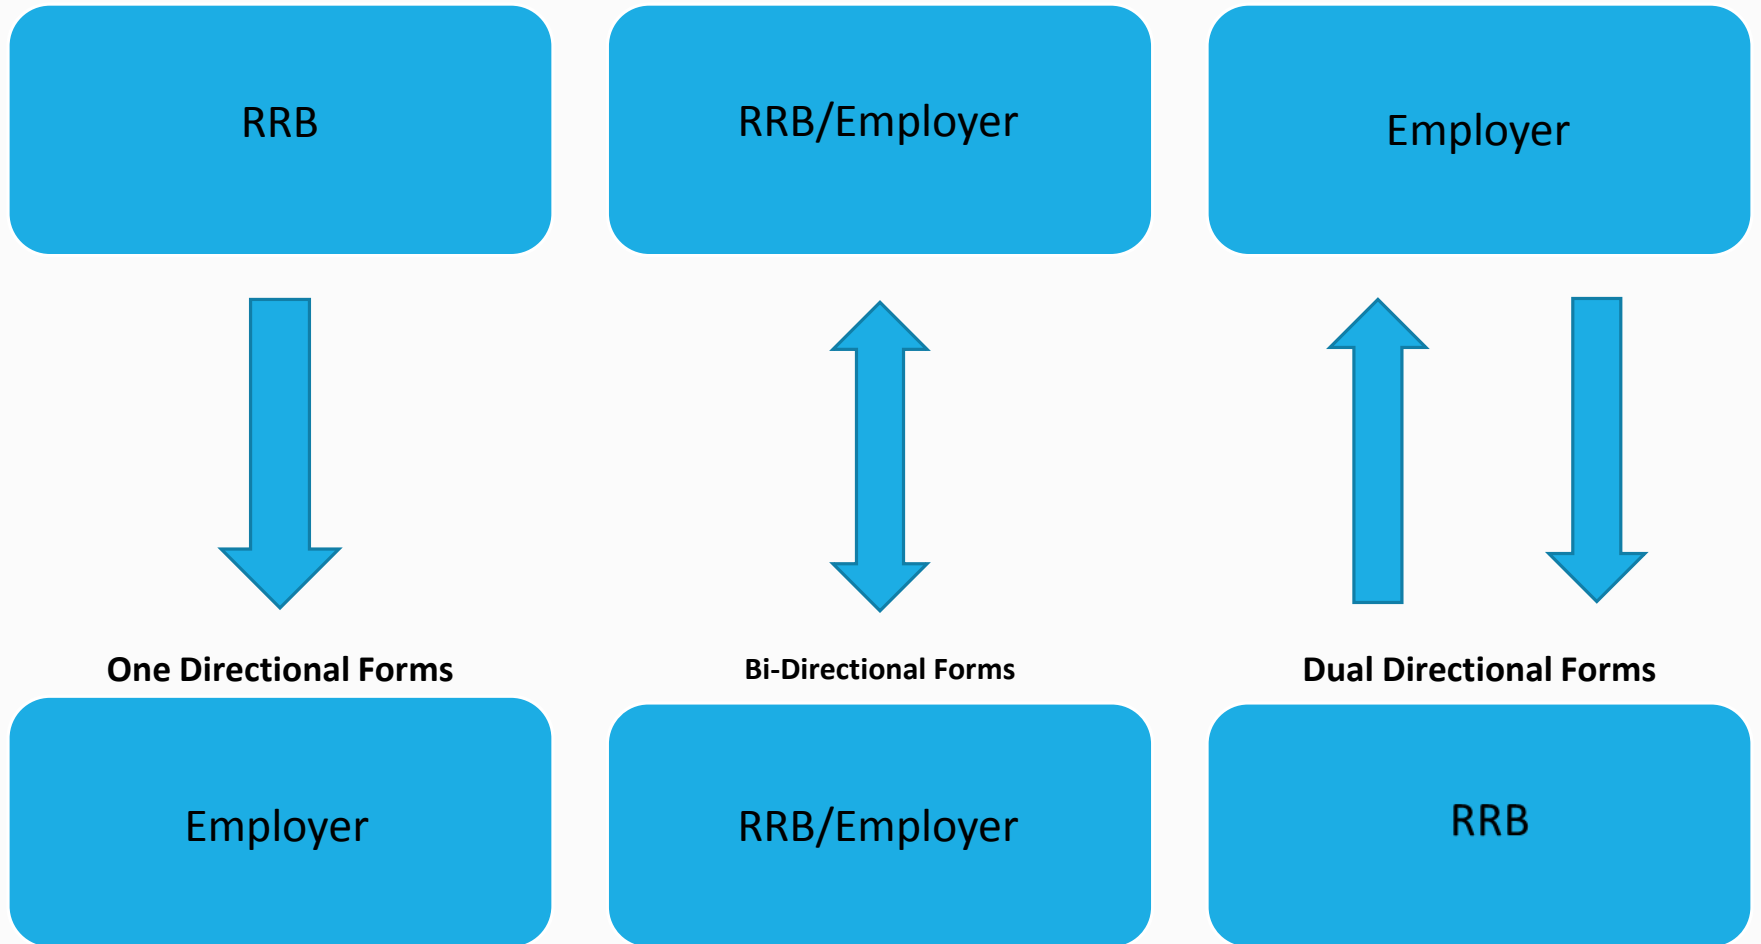 RRB
RRB/Employer
Employer
One Directional Forms
Bi-Directional Forms
Dual Directional Forms
Employer
RRB/Employer
RRB